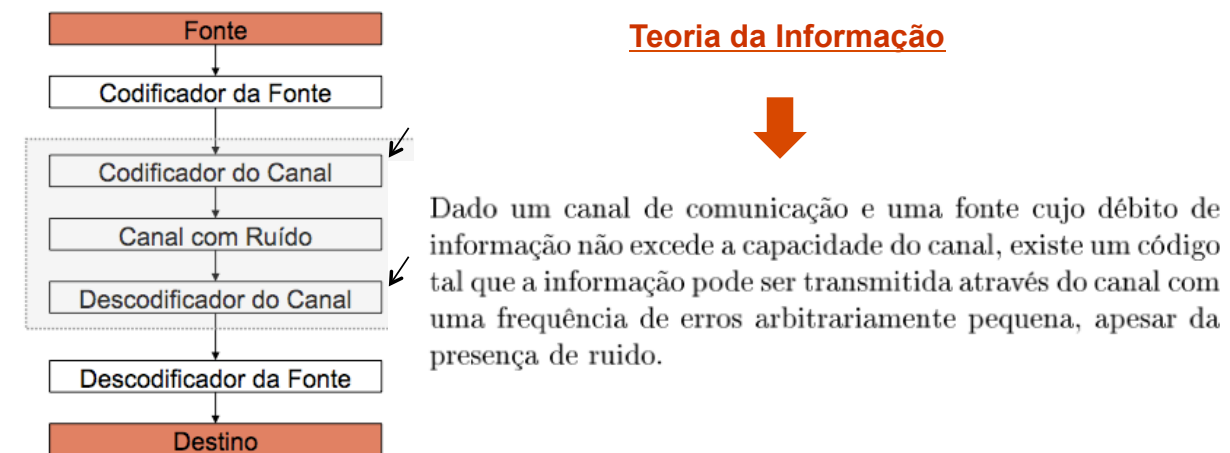 Fonte
Codificador da Fonte
Codificador do Canal
Canal com Ruído
Descodificador do Canal
Descodificador da Fonte
Destino
Teoria da Informação
Dado um canal de comunicação e uma fonte cujo débito de
informação não excede a capacidade do canal, existe um código
tal que a informação pode ser transmitida através do canal com
uma frequência de erros arbitrariamente pequena, apesar da
presença de ruido.